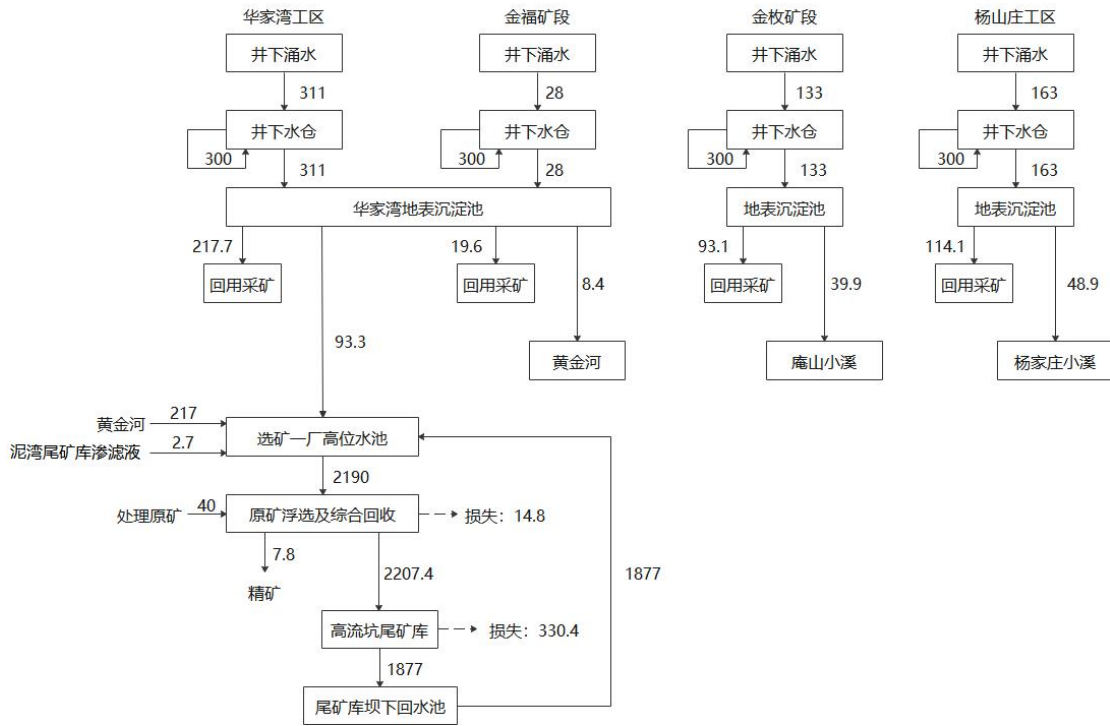 华家湾工区 金福矿段 金枚矿段 杨山庄工区
井下涌水 井下涌水 井下涌水 井下涌水
311 28 133 163
井下水仓 井下水仓 井下水仓 井下水仓
300 300 300 300
311 28 133 163
华家湾地表沉淀池 地表沉淀池 地表沉淀池
217.7 19.6 93.1 114.1
回用采矿 回用采矿 8.4 回用采矿 39.9 回用采矿 48.9
93.3
黄金河 庵山小溪 杨家庄小溪
黄金河 217
选矿一厂高位水池
泥湾尾矿库渗滤液 2.7
2190
处理原矿 40 原矿浮选及综合回收 损失：14.8
7.8
2207.4 1877
精矿
高流坑尾矿库 损失：330.4
1877
尾矿库坝下回水池